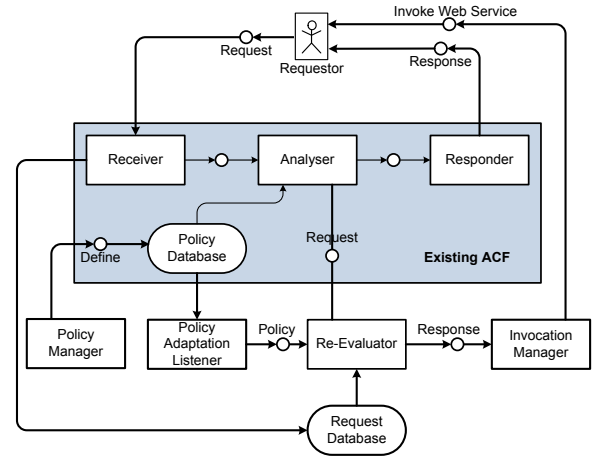 Invoke Web Service
Request
Response
Requestor
Receiver
Analyser
Responder
Policy
Database
Request
Define
Existing ACF
Policy
Manager
Policy
Adaptation
Listener
Policy
Re-Evaluator
Response
Invocation
Manager
Request
Database